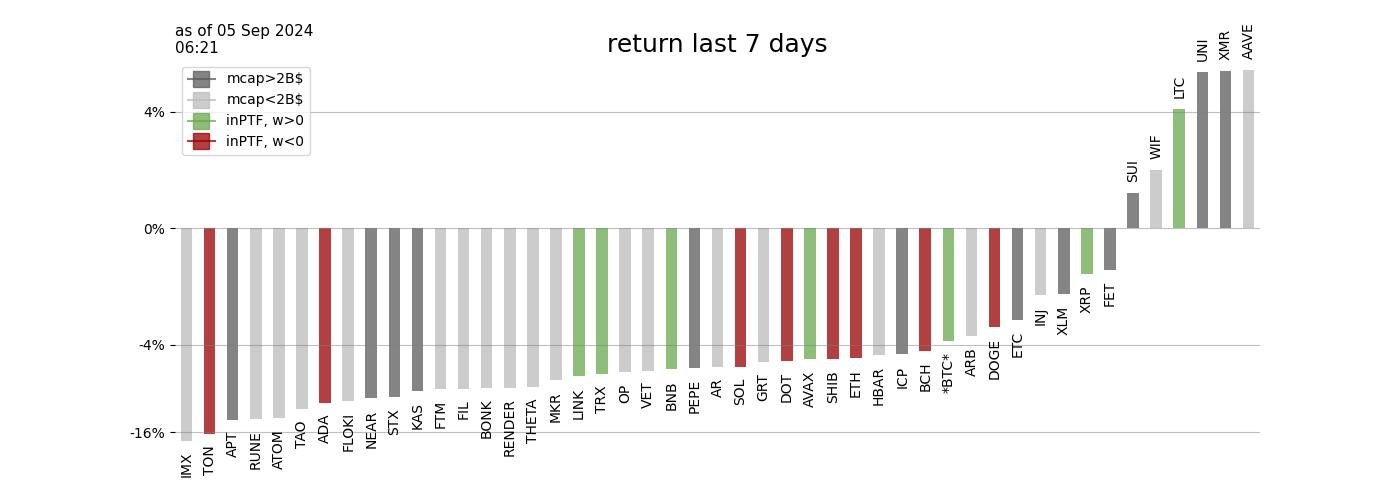 as of 05 Sep 2024
06:21
return last 7 days
mcap>2B$
mcap<2B$
inPTF, w>0
inPTF, w<0
4%
0%
-4%
-16%
IMX
TON
APT
RUNE
ATOM
TAO
ADA
FLOKI
NEAR
STX
KAS
FTM
FIL
BONK
RENDER
THETA
MKR
LINK
TRX
OP
VET
BNB
PEPE
AR
SOL
GRT
DOT
AVAX
SHIB
ETH
HBAR
ICP
BCH
*BTC*
ARB
DOGE
ETC
INJ
XLM
XRP
FET
SUI
WIF
LTC
UNI
XMR
AAVE